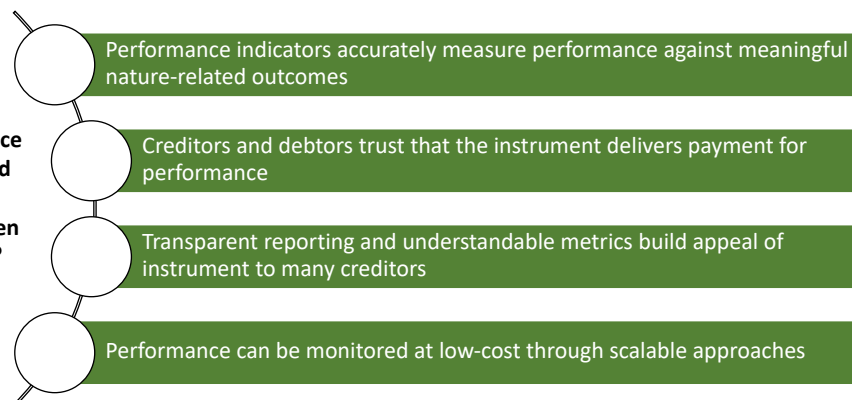 Performance indicators accurately measure performance against meaningful
nature-related outcomes
Creditors and debtors trust that the instrument delivers payment for
performance
Transparent reporting and understandable metrics build appeal of
instrument to many creditors
Performance can be monitored at low-cost through scalable approaches